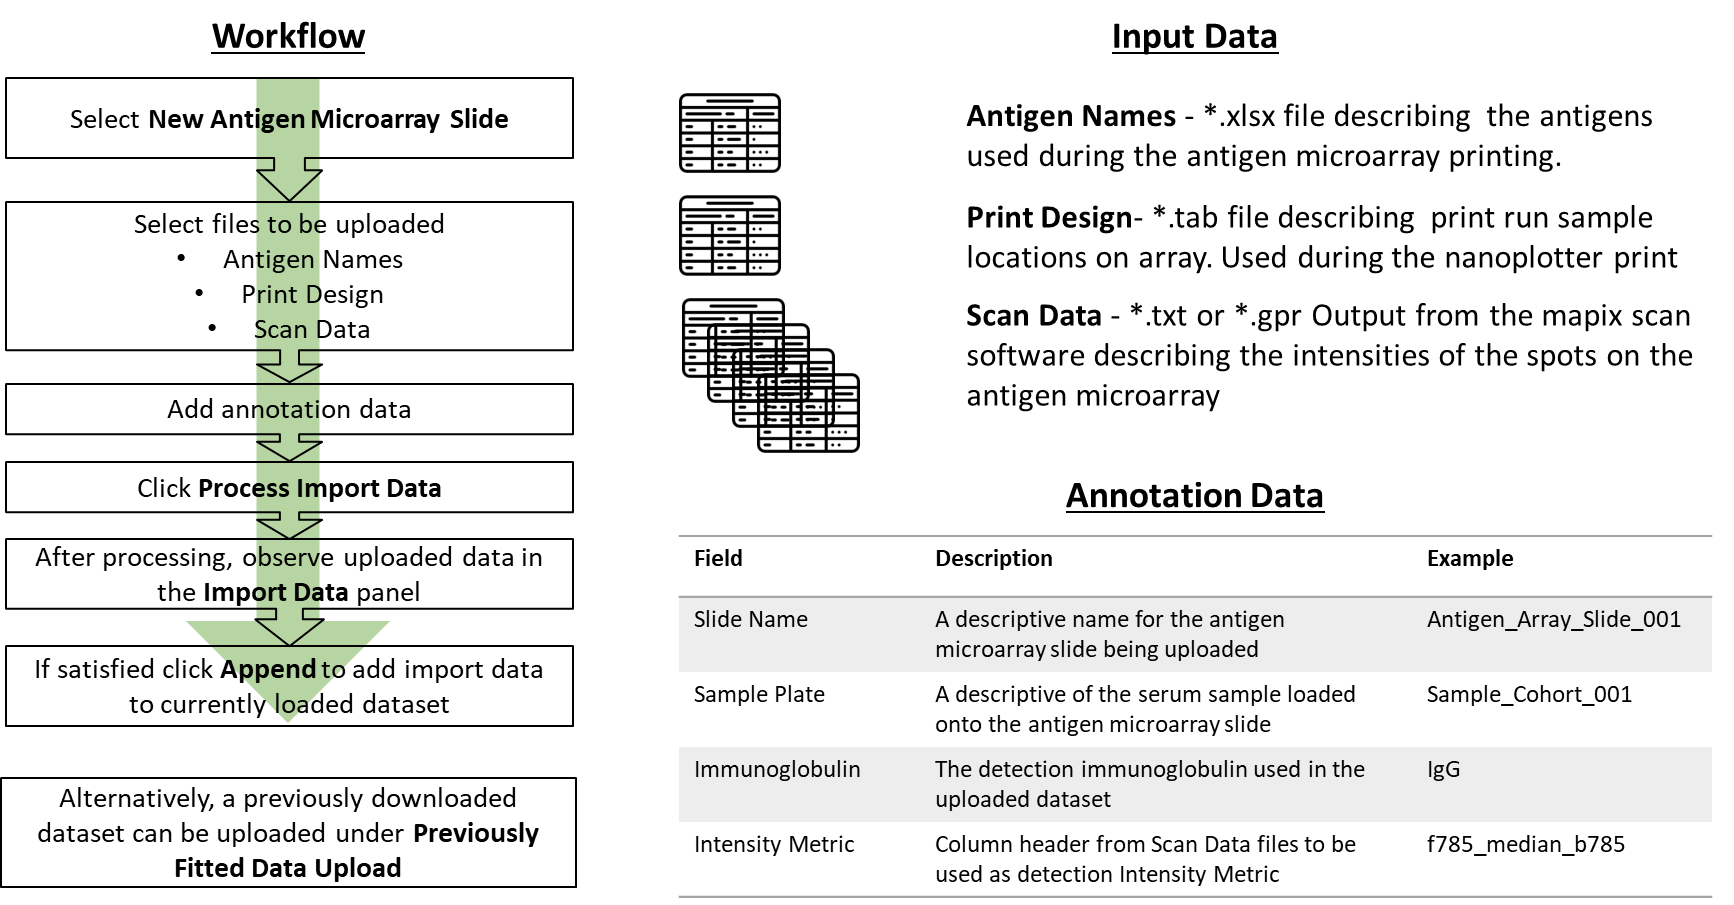 Workflow
Select New Antigen Microarray Slide
Select files to be uploaded
• Antigen Names
• Print Design
• Scan Data
Add annotation data
Click Process Import Data
After processing, observe uploaded data in
the Import Data panel
If satisfied click Append to add import data
to currently loaded dataset
Alternatively, a previously downloaded
dataset can be uploaded under Previously
Fitted Data Upload
Input Data
Antigen Names - *.xlsx file describing the antigens
used during the antigen microarray printing.
Print Design- *.tab file describing print run sample
locations on array. Used during the nanoplotter print
Scan Data - *.txt or *.gpr Output from the mapix scan
software describing the intensities of the spots on the
antigen microarray
Annotation Data
Field Description Example
Slide Name A descriptive name for the antigen Antigen_Array_Slide_001
microarray slide being uploaded
Sample Plate A descriptive of the serum sample loaded Sample_Cohort_001
onto the antigen microarray slide
Immunoglobulin The detection immunoglobulin used in the IgG
uploaded dataset
Intensity Metric Column header from Scan Data files to be f785_median_b785
used as detection Intensity Metric